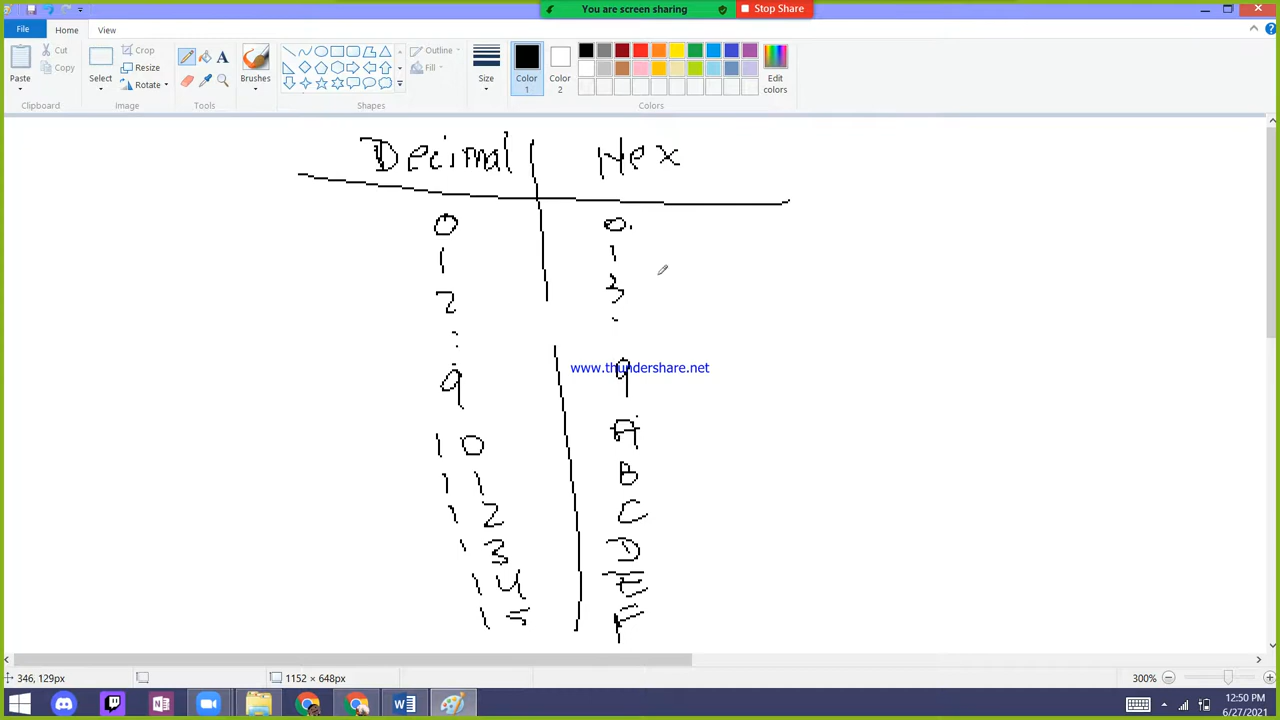 You are screen sharing Stop Share
File Home View
Paste Cut Copy Select Crop Resize Rotate Brushes Outline Fill Size Color 1 Color 2 Edit colors
Clipboard Image Tools Shapes Colors
Decimal Hex
0 0
1 1
2 3
9 9
www.thundershare.net
10 A
11 B
12 C
13 D
14 E
15 F
346, 129px 1152 × 648px 300%
12:50 PM
6/27/2021